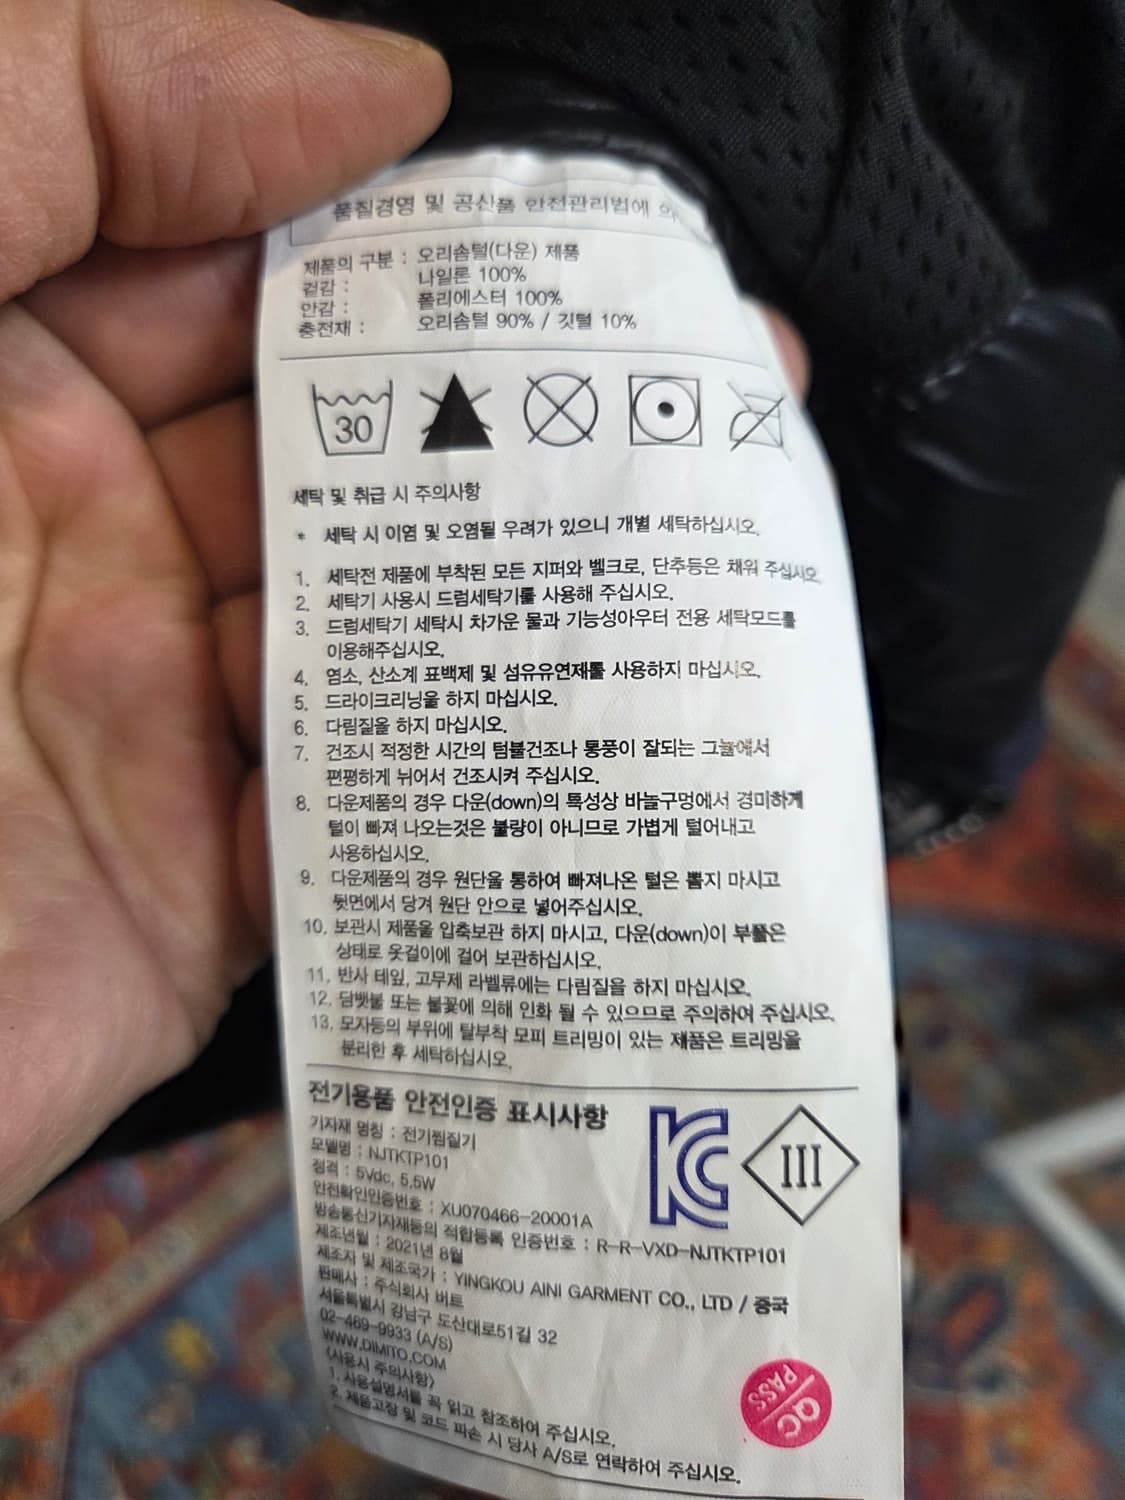 품질경영 및 공산품 안전관리법에 의
제품의 구분 : 오리솜털(다운) 제품
겉감 : 나일론 100%
안감 : 폴리에스터 100%
충전재 : 오리솜털 90% / 깃털 10%
30
세탁 및 취급 시 주의사항
* 세탁 시 이염 및 오염될 우려가 있으니 개별 세탁하십시오.
1. 세탁전 제품에 부착된 모든 지퍼와 벨크로, 단추등은 채워 주십시오.
2. 세탁기 사용시 드럼세탁기를 사용해 주십시오.
3. 드럼세탁기 세탁시 차가운 물과 기능성아우터 전용 세탁모드를
이용해주십시오.
4. 염소, 산소계 표백제 및 섬유유연재를 사용하지 마십시오.
5. 드라이크리닝을 하지 마십시오.
6. 다림질을 하지 마십시오.
7. 건조시 적정한 시간의 텀블건조나 통풍이 잘되는 그늘에서
편평하게 뉘어서 건조시켜 주십시오.
8. 다운제품의 경우 다운(down)의 특성상 바늘구멍에서 경미하게
털이 빠져 나오는것은 불량이 아니므로 가볍게 털어내고
사용하십시오.
9. 다운제품의 경우 원단을 통하여 빠져나온 털은 뽑지 마시고
뒷면에서 당겨 원단 안으로 넣어주십시오.
10. 보관시 제품을 압축보관 하지 마시고, 다운(down)이 부풀은
상태로 옷걸이에 걸어 보관하십시오.
11. 반사 테잎, 고무제 라벨류에는 다림질을 하지 마십시오.
12. 담뱃불 또는 불꽃에 의해 인화 될 수 있으므로 주의하여 주십시오.
13. 모자등의 부위에 탈부착 모피 트리밍이 있는 제품은 트리밍을
분리한 후 세탁하십시오.
전기용품 안전인증 표시사항
기자재 명칭 : 전기찜질기
모델명 : NJTKTP101
정격 : 5Vdc, 5.5W
안전확인인증번호 : XU070466-20001A
방송통신기자재등의 적합등록 인증번호 : R-R-VXD-NJTKTP101
제조년월 : 2021년 8월
제조자 및 제조국가 : YINGKOU AINI GARMENT CO., LTD / 중국
판매사 : 주식회사 버트
서울특별시 강남구 도산대로51길 32
02-469-9933 (A/S)
WWW.DIMITO.COM
(사용시 주의사항)
1. 사용설명서를 꼭 읽고 참조하여 주십시오.
2. 제품고장 및 코드 파손 시 당사 A/S로 연락하여 주십시오.
KC
III
QC
PASS